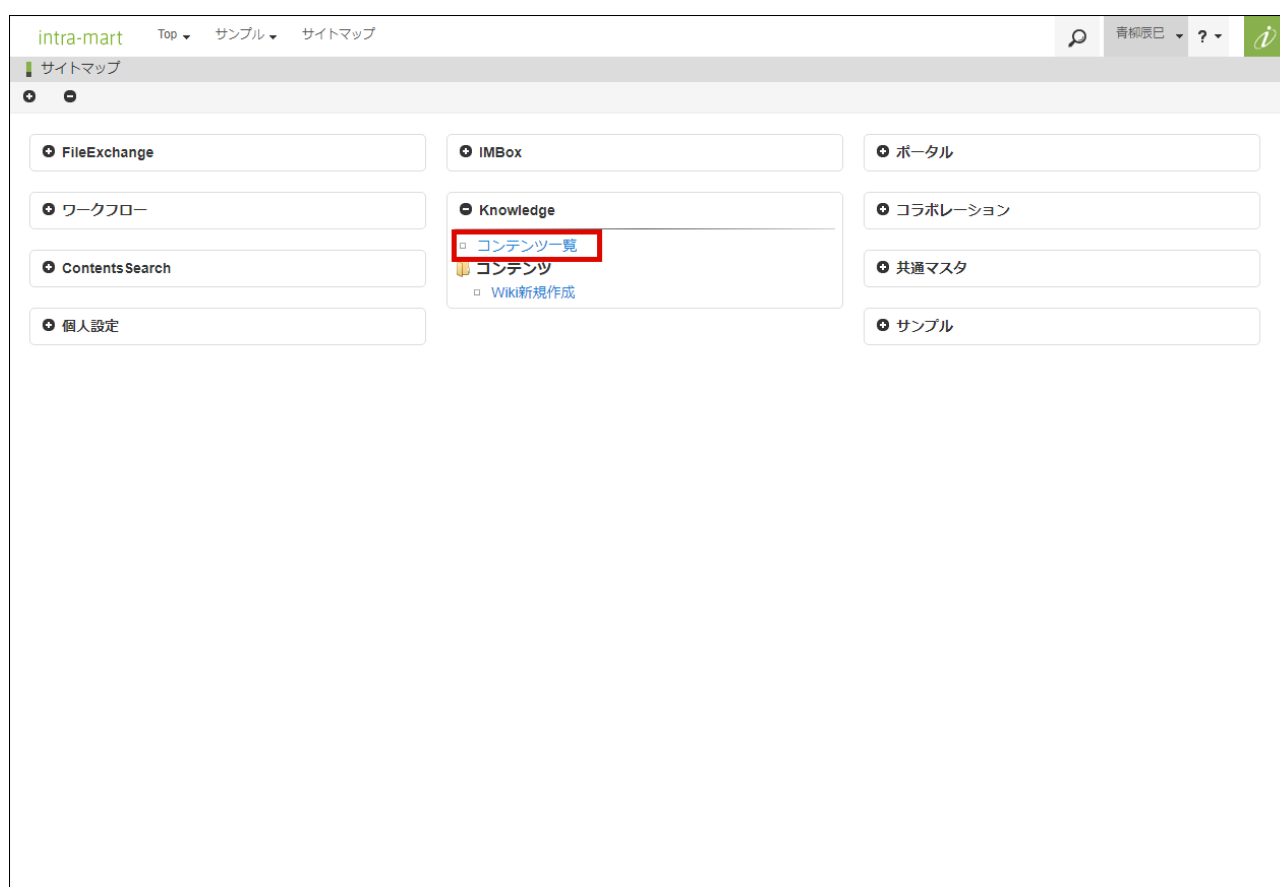 intra-mart Top サンプル サイトマップ 青柳辰巳 ?
サイトマップ
FileExchange
IMBox
ポータル
ワークフロー
Knowledge
コラボレーション
コンテンツ一覧
ContentsSearch
コンテンツ
共通マスタ
Wiki新規作成
個人設定
サンプル